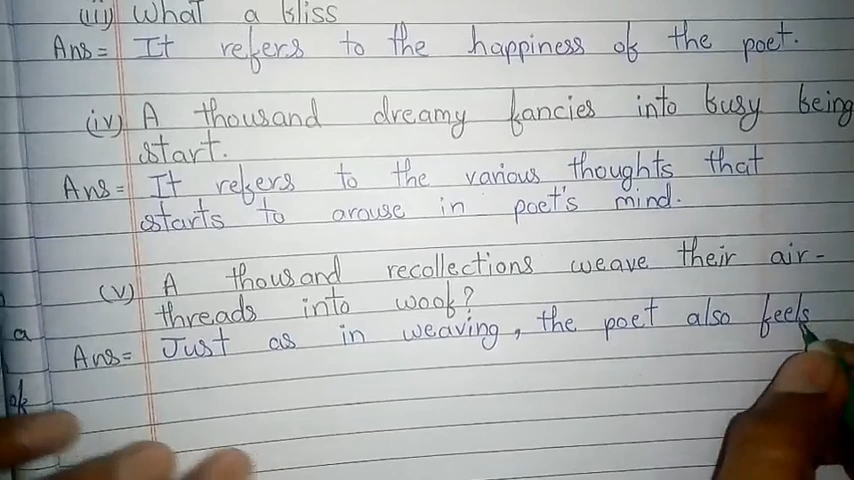 (iii) What a bliss
Ans= It refers to the happiness of the poet.
(iv) A thousand dreamy fancies into busy being
start.
Ans= It refers to the various thoughts that
starts to arouse in poet's mind.
(v) A thousand recollections weave their air-
threads into woof?
a
Ans= Just as in weaving, the poet also feels
of